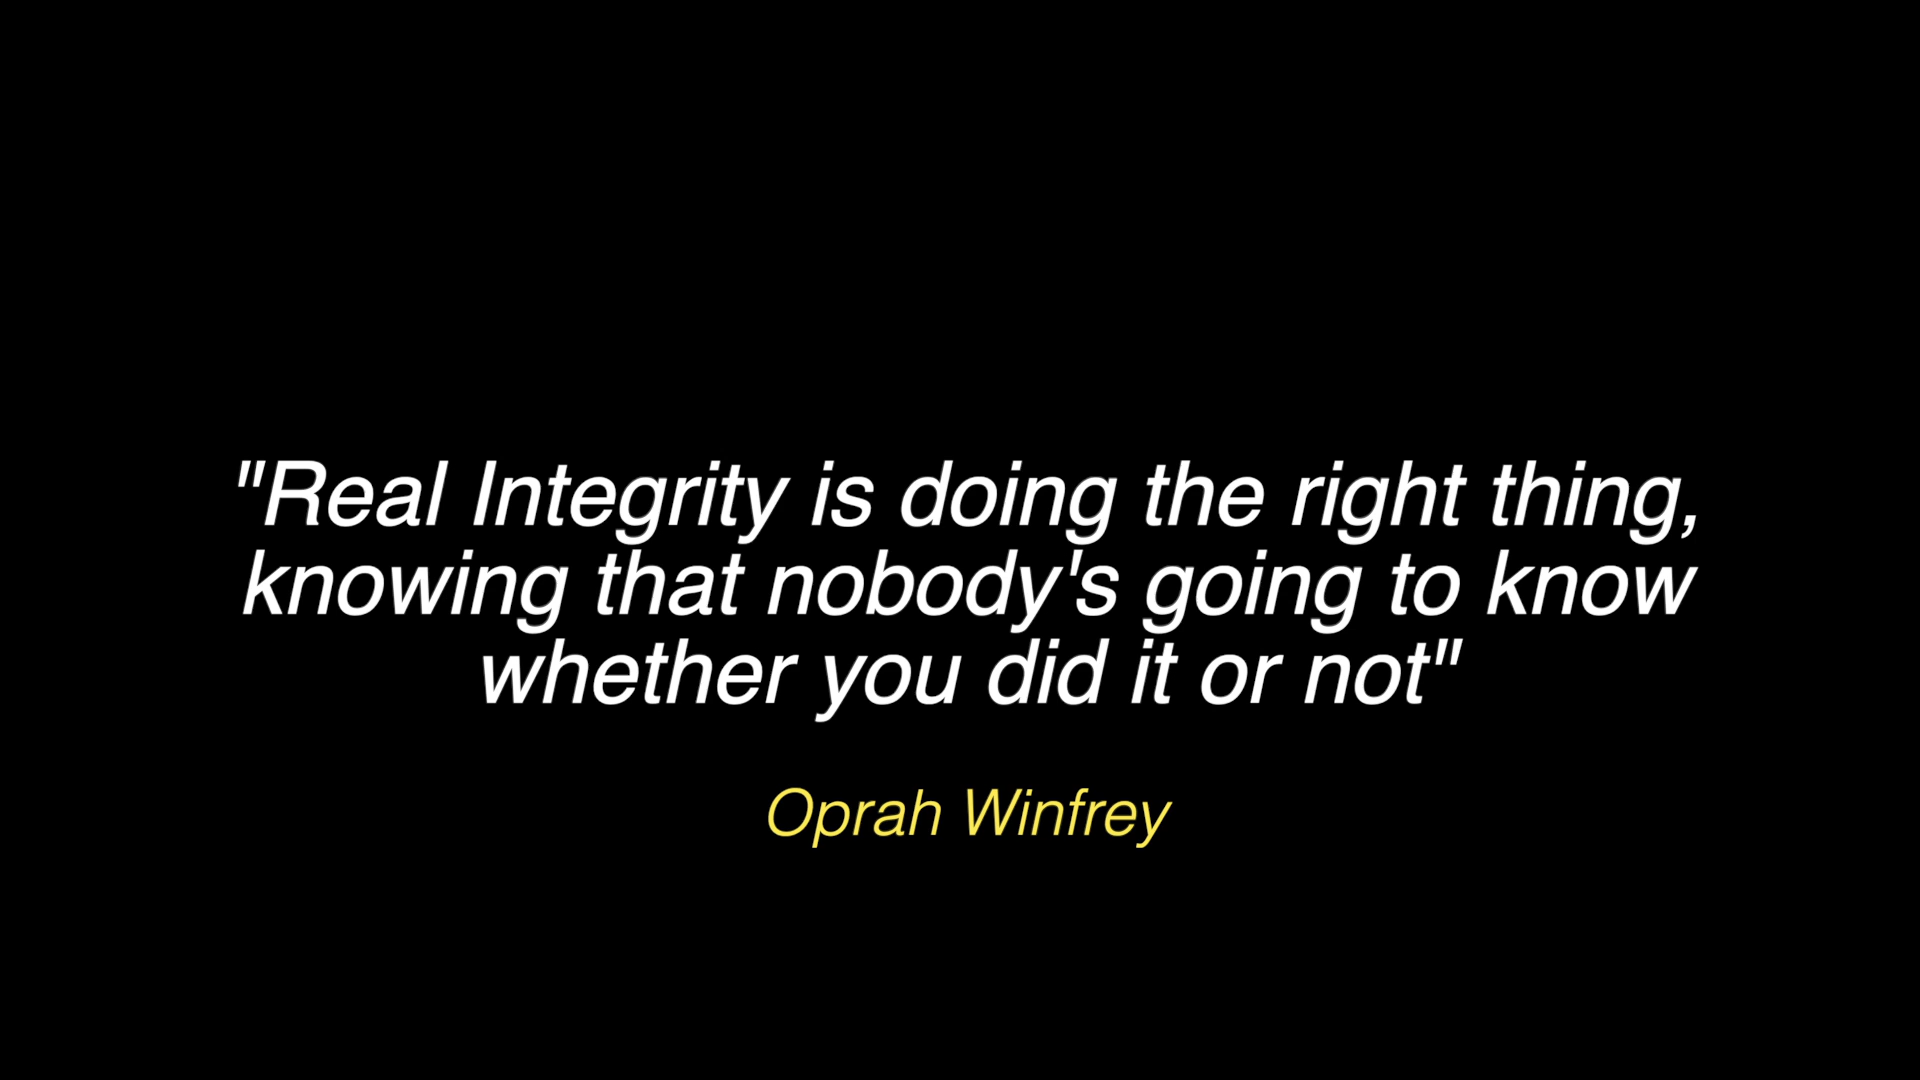 "Real Integrity is doing the right thing,
knowing that nobody's going to know
whether you did it or not"
Oprah Winfrey